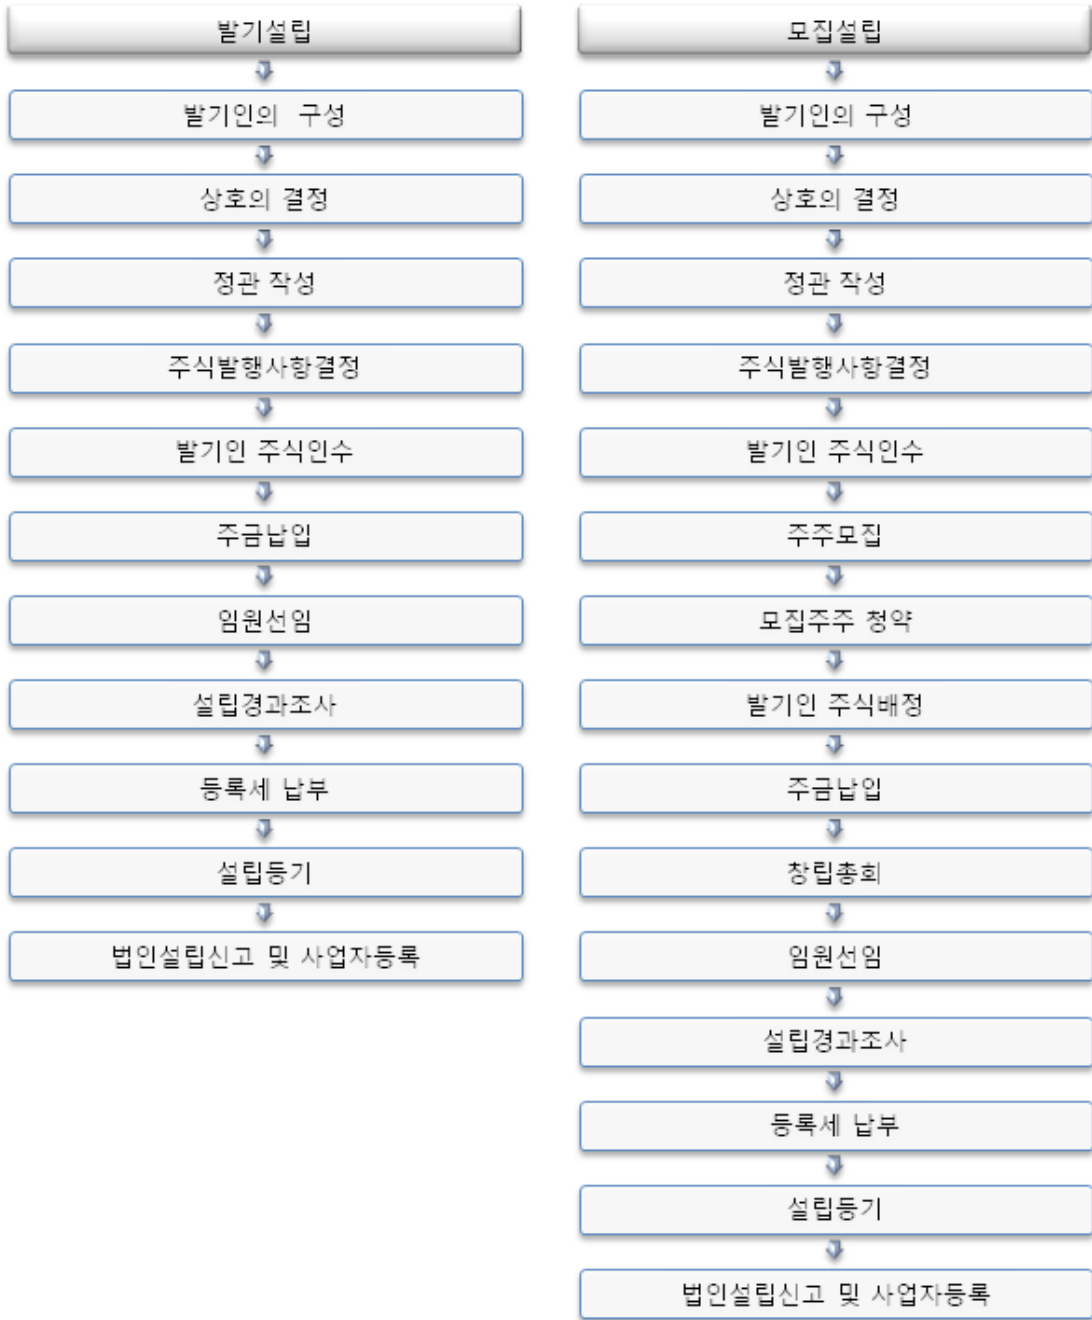 발기설립
발기인의 구성
상호의 결정
정관 작성
주식발행사항결정
발기인 주식인수
주금납입
임원선임
설립경과조사
등록세 납부
설립등기
법인설립신고 및 사업자등록
모집설립
발기인의 구성
상호의 결정
정관 작성
주식발행사항결정
발기인 주식인수
주주모집
모집주주 청약
발기인 주식배정
주금납입
창립총회
임원선임
설립경과조사
등록세 납부
설립등기
법인설립신고 및 사업자등록